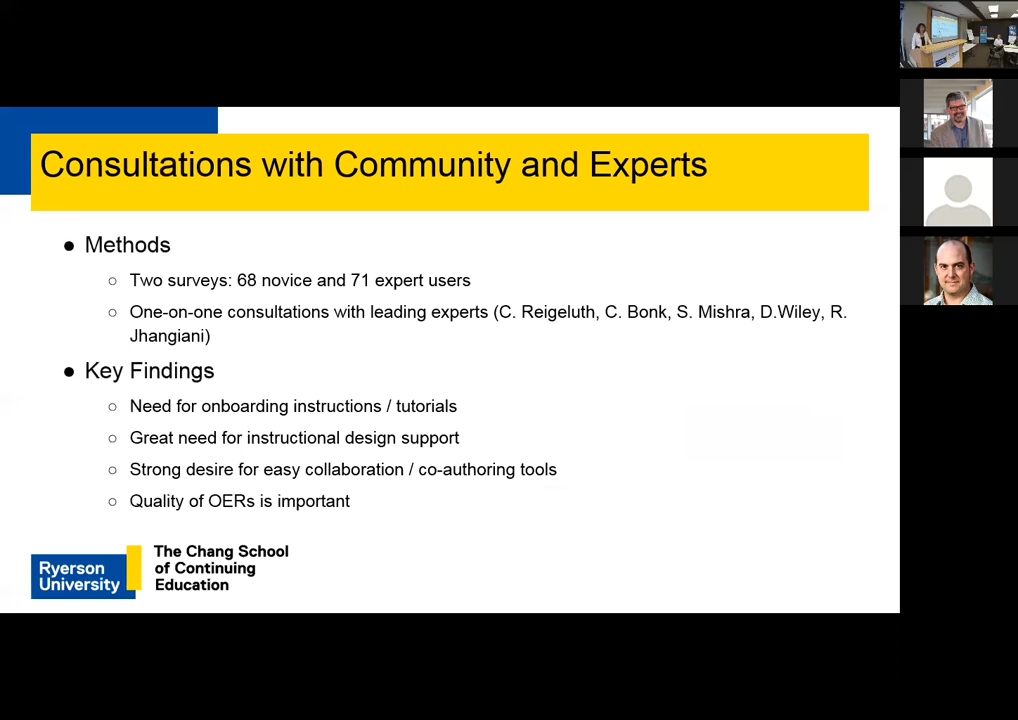 Consultations with Community and Experts
● Methods
○ Two surveys: 68 novice and 71 expert users
○ One-on-one consultations with leading experts (C. Reigeluth, C. Bonk, S. Mishra, D.Wiley, R.
Jhangiani)
● Key Findings
○ Need for onboarding instructions / tutorials
○ Great need for instructional design support
○ Strong desire for easy collaboration / co-authoring tools
○ Quality of OERs is important
Ryerson
University
The Chang School
of Continuing
Education